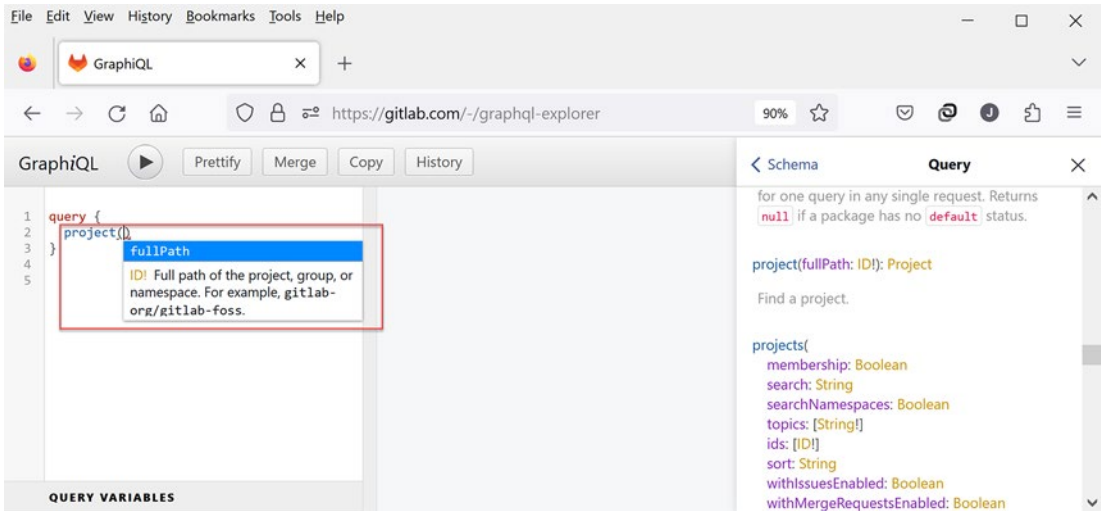 File Edit View History Bookmarks Tools Help
GraphiQL
https://gitlab.com/-/graphql-explorer
90%
J
GraphiQL
Prettify
Merge
Copy
History
1 query {
2 project()
3 }
4
5
fullPath
ID! Full path of the project, group, or
namespace. For example, gitlab-
org/gitlab-foss.
QUERY VARIABLES
Schema
Query
for one query in any single request. Returns
null if a package has no default status.
project(fullPath: ID!): Project
Find a project.
projects(
membership: Boolean
search: String
searchNamespaces: Boolean
topics: [String!]
ids: [ID!]
sort: String
withIssuesEnabled: Boolean
withMergeRequestsEnabled: Boolean